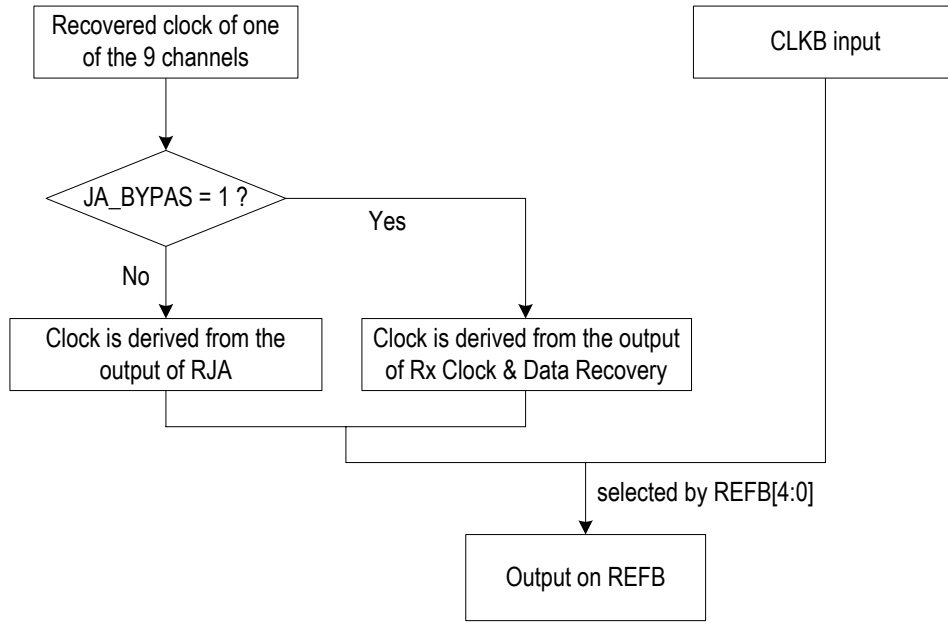 Recovered clock of one
of the 9 channels
CLKB input
JA_BYPAS = 1 ?
Yes
No
Clock is derived from the
output of RJA
Clock is derived from the output
of Rx Clock & Data Recovery
selected by REFB[4:0]
Output on REFB